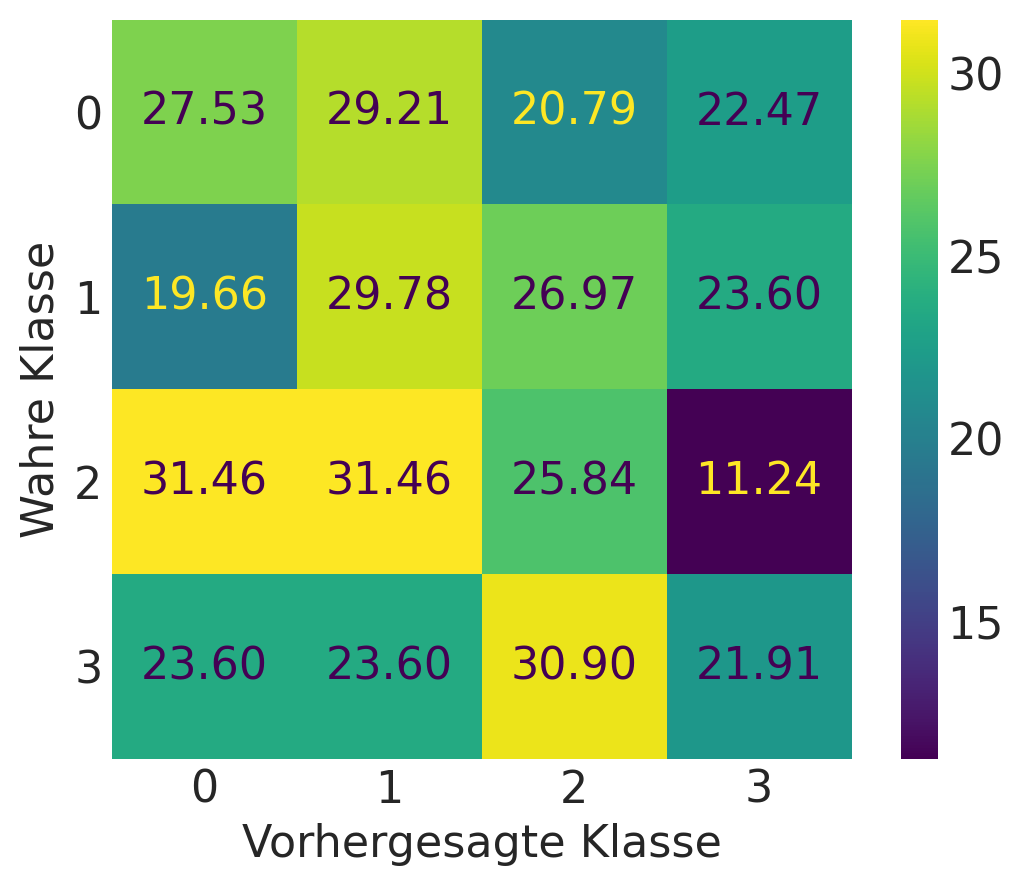 Wahre Klasse
0 27.53 29.21 20.79 22.47
1 19.66 29.78 26.97 23.60
2 31.46 31.46 25.84 11.24
3 23.60 23.60 30.90 21.91
0 1 2 3
Vorhergesagte Klasse
30
25
20
15